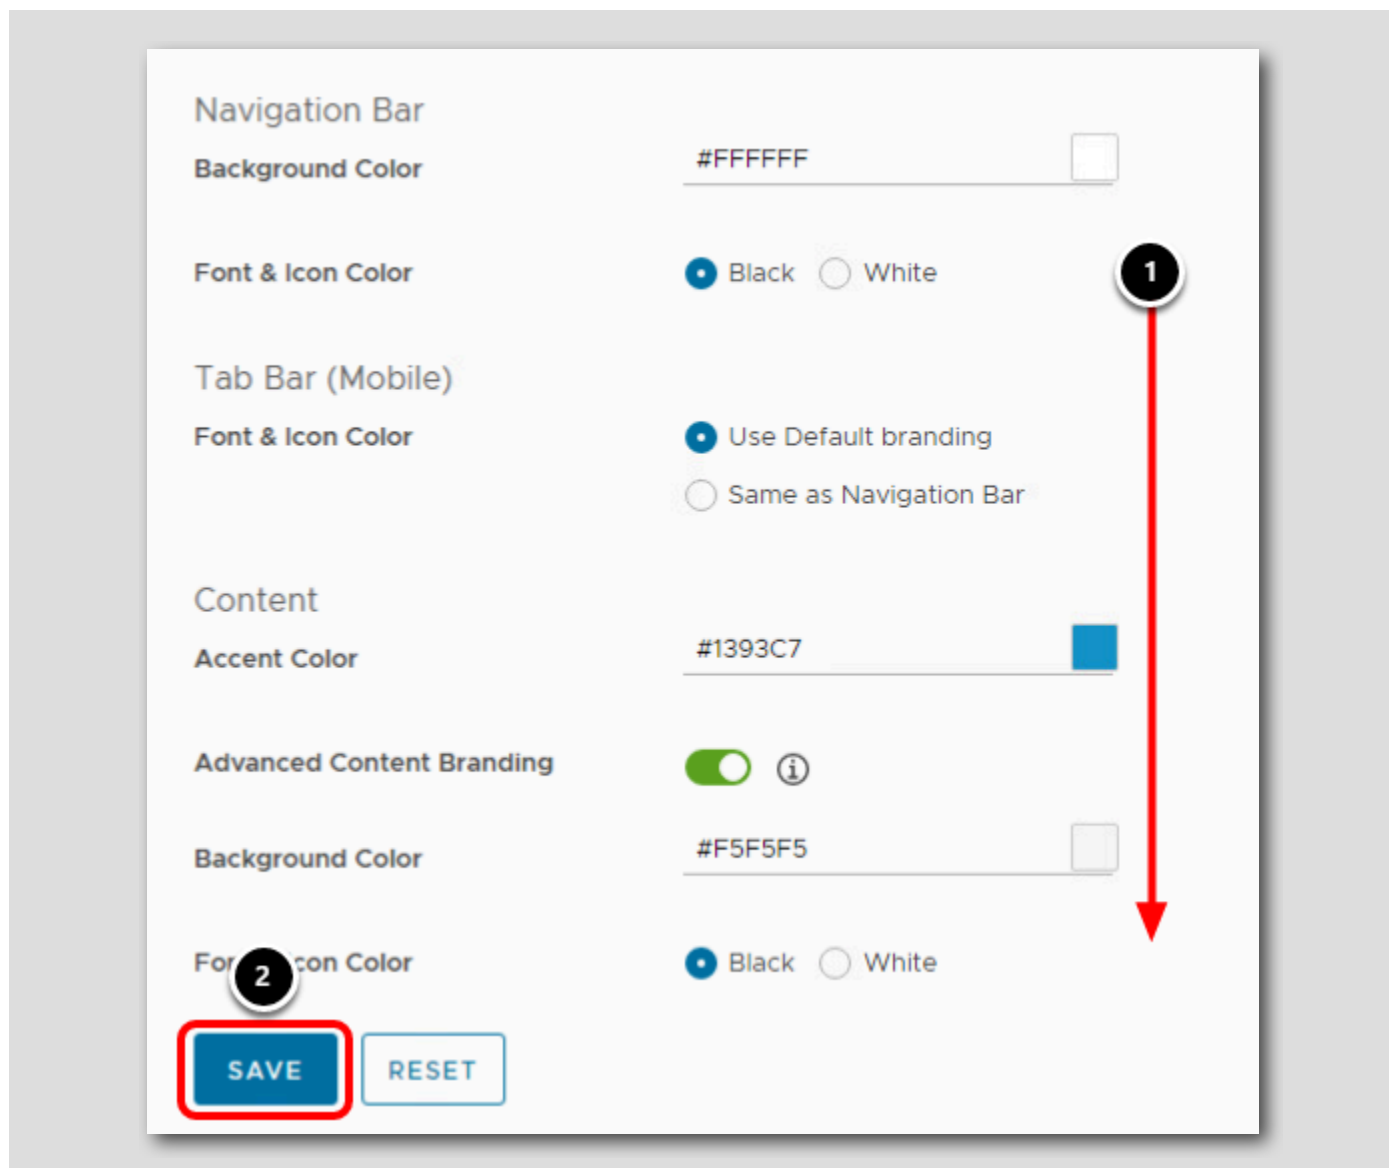 Navigation Bar
Background Color #FFFFFF
Font & Icon Color Black White 1
Tab Bar (Mobile)
Font & Icon Color Use Default branding
Same as Navigation Bar
Content
Accent Color #1393C7
Advanced Content Branding
Background Color #F5F5F5
Icon Color Black White
2
SAVE RESET